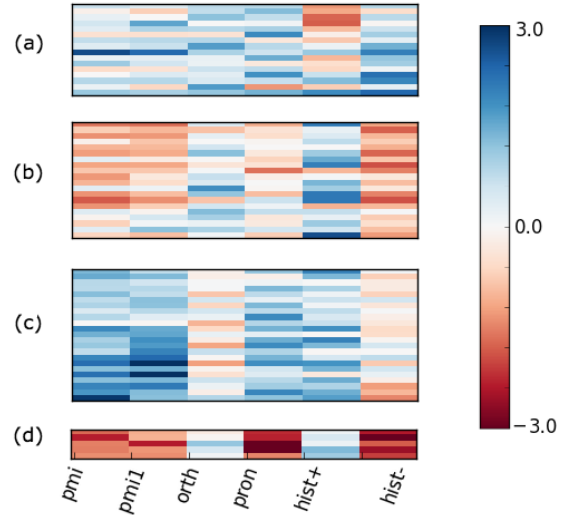 (a)
(b)
(c)
(d)
pmi
pmi1
orth
pron
hist+
hist-
3.0
0.0
−3.0